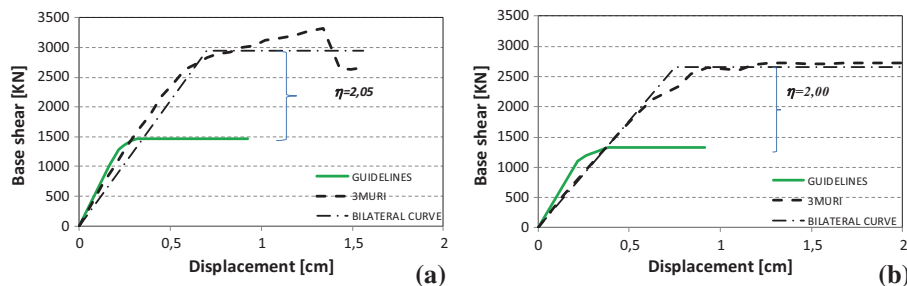 3500
3000
2500
2000
1500
1000
500
0
Base shear [KN]
η=2,05
GUIDELINES
3MURI
BILATERAL CURVE
0 0,5 1 1,5 2
Displacement [cm]
(a)
3500
3000
2500
2000
1500
1000
500
0
Base shear [KN]
η=2,00
GUIDELINES
3MURI
BILATERAL CURVE
0 0,5 1 1,5 2
Displacement [cm]
(b)